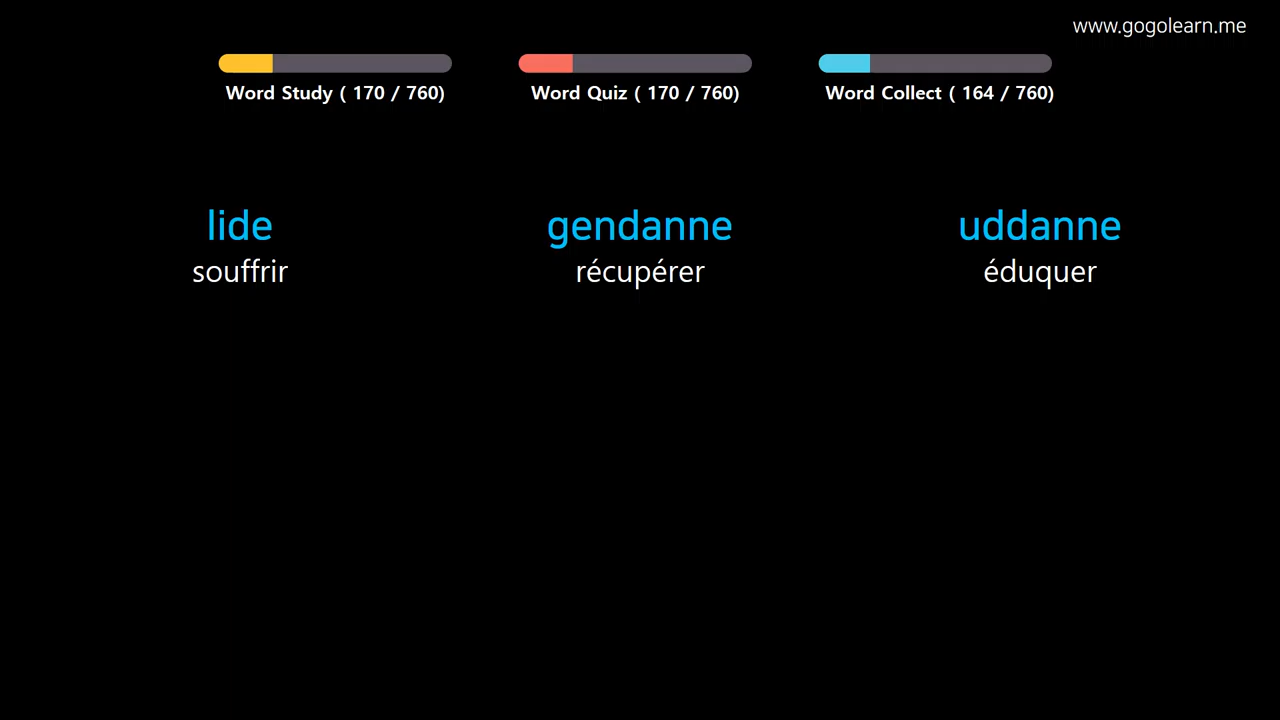 www.gogolearn.me
Word Study ( 170 / 760)
Word Quiz ( 170 / 760)
Word Collect ( 164 / 760)
lide
souffrir
gendanne
récupérer
uddanne
éduquer